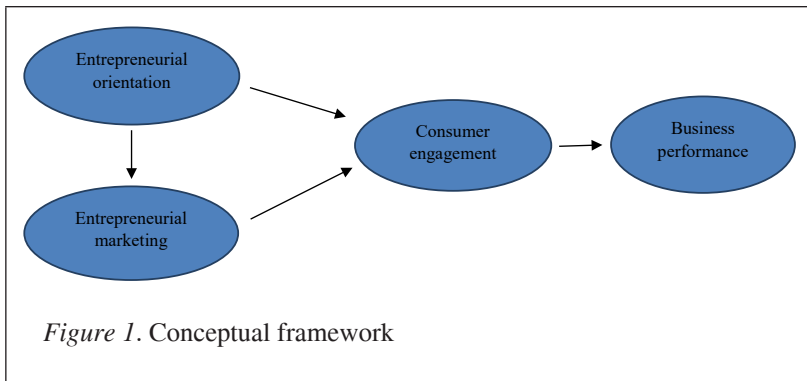 Entrepreneurial
orientation
Consumer
engagement
Business
performance
Entrepreneurial
marketing
Figure 1. Conceptual framework